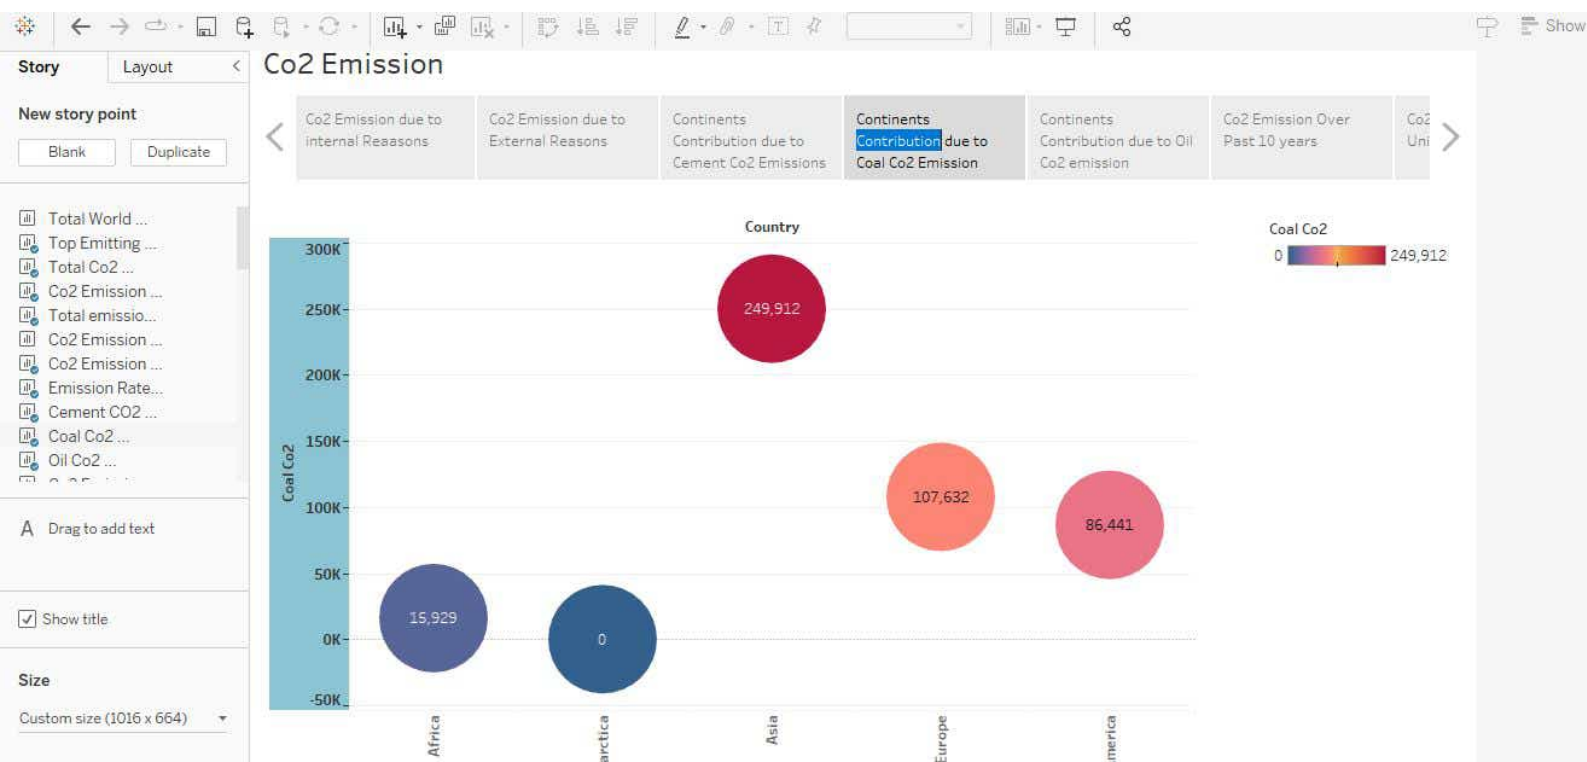 Show
Story Layout
Co2 Emission
New story point
Blank Duplicate
Co2 Emission due to
internal Reaasons
Co2 Emission due to
External Reasons
Continents
Contribution due to
Cement Co2 Emissions
Continents
Contribution due to
Coal Co2 Emission
Continents
Contribution due to Oil
Co2 emission
Co2 Emission Over
Past 10 years
Co2
Uni
Total World ...
Top Emitting ...
Total Co2 ...
Co2 Emission ...
Total emissio...
Co2 Emission ...
Co2 Emission ...
Emission Rate...
Cement CO2 ...
Coal Co2 ...
Oil Co2 ...
A Drag to add text
Show title
Size
Custom size (1016 x 664)
Country
Coal Co2
0 249,912
300K
250K
200K
150K
100K
50K
0K
-50K
Coal Co2
249,912
107,632
86,441
15,929
0
Africa
arctica
Asia
Europe
merica